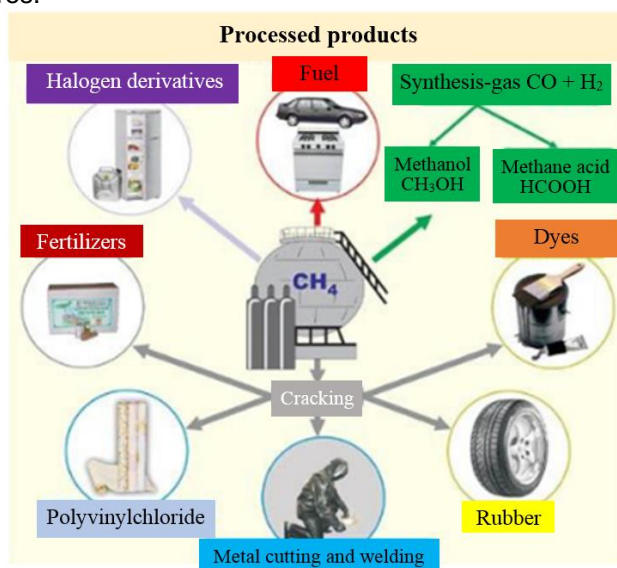 res.
Processed products
Halogen derivatives
Fuel
Synthesis-gas CO + H₂
Methanol
CH₃OH
Methane acid
HCOOH
Fertilizers
Dyes
CH₄
Cracking
Polyvinylchloride
Rubber
Metal cutting and welding